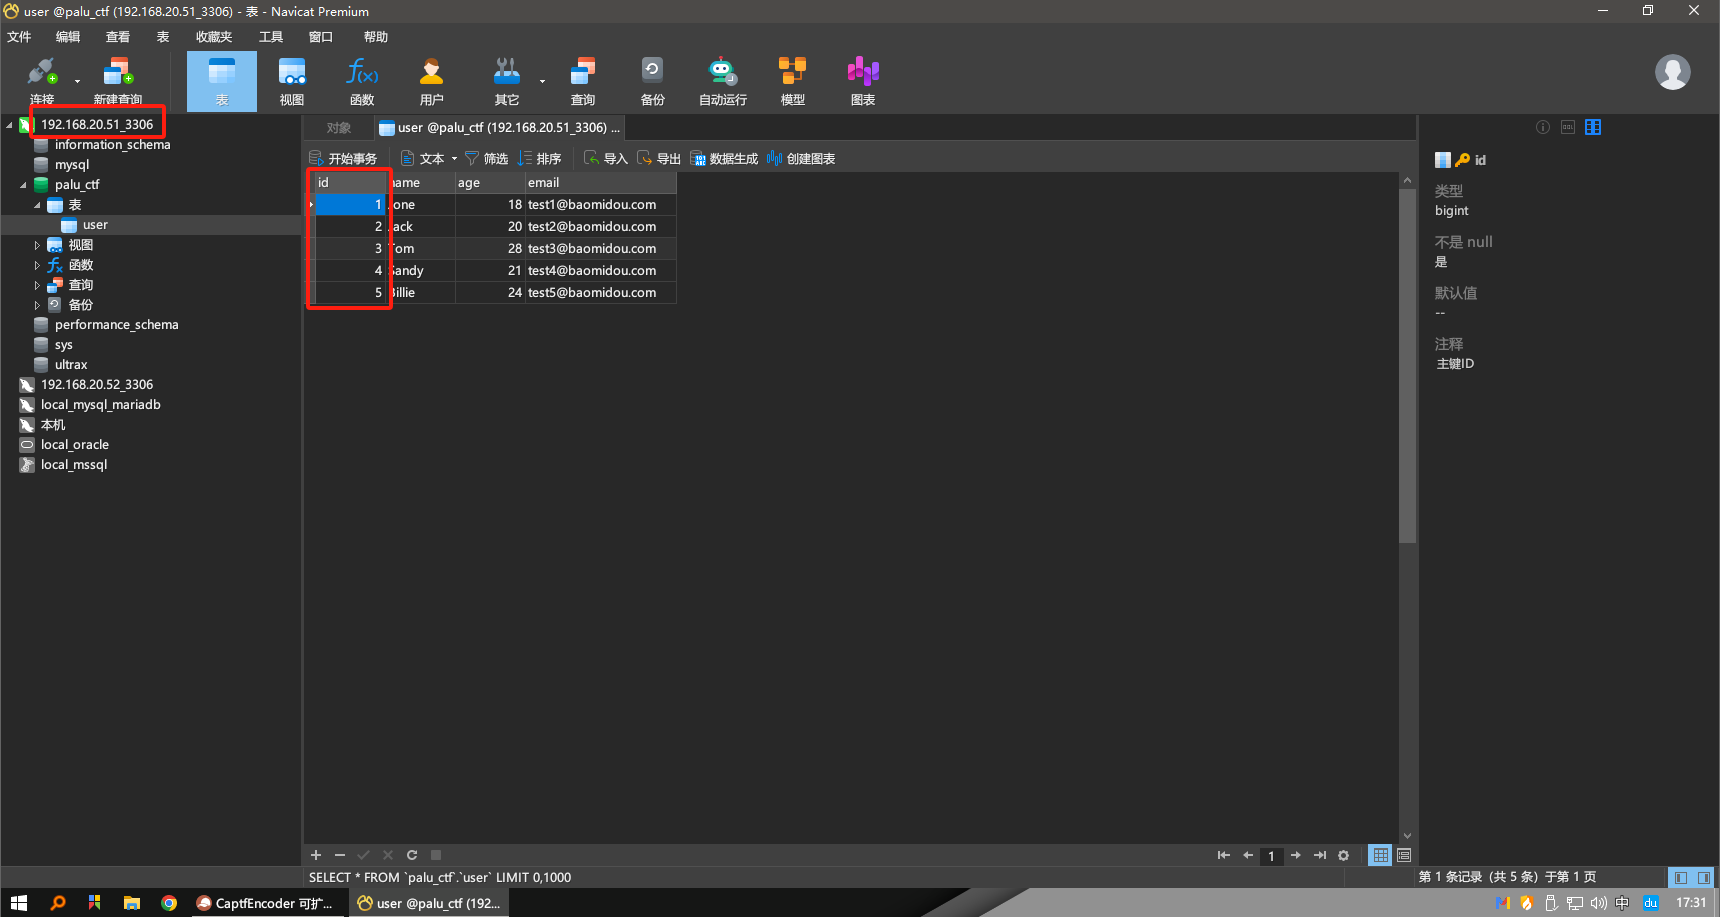 user @palu_ctf (192.168.20.51_3306) - 表 - Navicat Premium
文件 编辑 查看 表 收藏夹 工具 窗口 帮助
连接 新建查询 表 视图 函数 用户 其它 查询 备份 自动运行 模型 图表
192.168.20.51_3306
information_schema
mysql
palu_ctf
表
user
视图
函数
查询
备份
performance_schema
sys
ultrax
192.168.20.52_3306
local_mysql_mariadb
本机
local_oracle
local_mssql
对象 user @palu_ctf (192.168.20.51_3306) ...
开始事务 文本 筛选 排序 导入 导出 数据生成 创建图表
id name age email
1 Jone 18 test1@baomidou.com
2 Jack 20 test2@baomidou.com
3 Tom 28 test3@baomidou.com
4 Sandy 21 test4@baomidou.com
5 Billie 24 test5@baomidou.com
id
类型
bigint
不是 null
是
默认值
--
注释
主键ID
1
SELECT * FROM `palu_ctf`.`user` LIMIT 0,1000
第 1 条记录 (共 5 条) 于第 1 页
CaptfEncoder 可扩... user @palu_ctf (192... 中 du 17:31